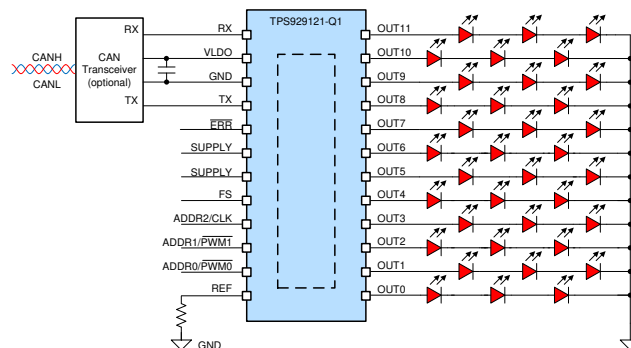 TPS929121-Q1
RX RX OUT11
CANH CAN VLDO OUT10
Transceiver
CANL (optional) GND OUT9
TX TX OUT8
ERR OUT7
SUPPLY OUT6
SUPPLY OUT5
FS OUT4
ADDR2/CLK OUT3
ADDR1/PWM1 OUT2
ADDR0/PWM0 OUT1
REF OUT0
GND